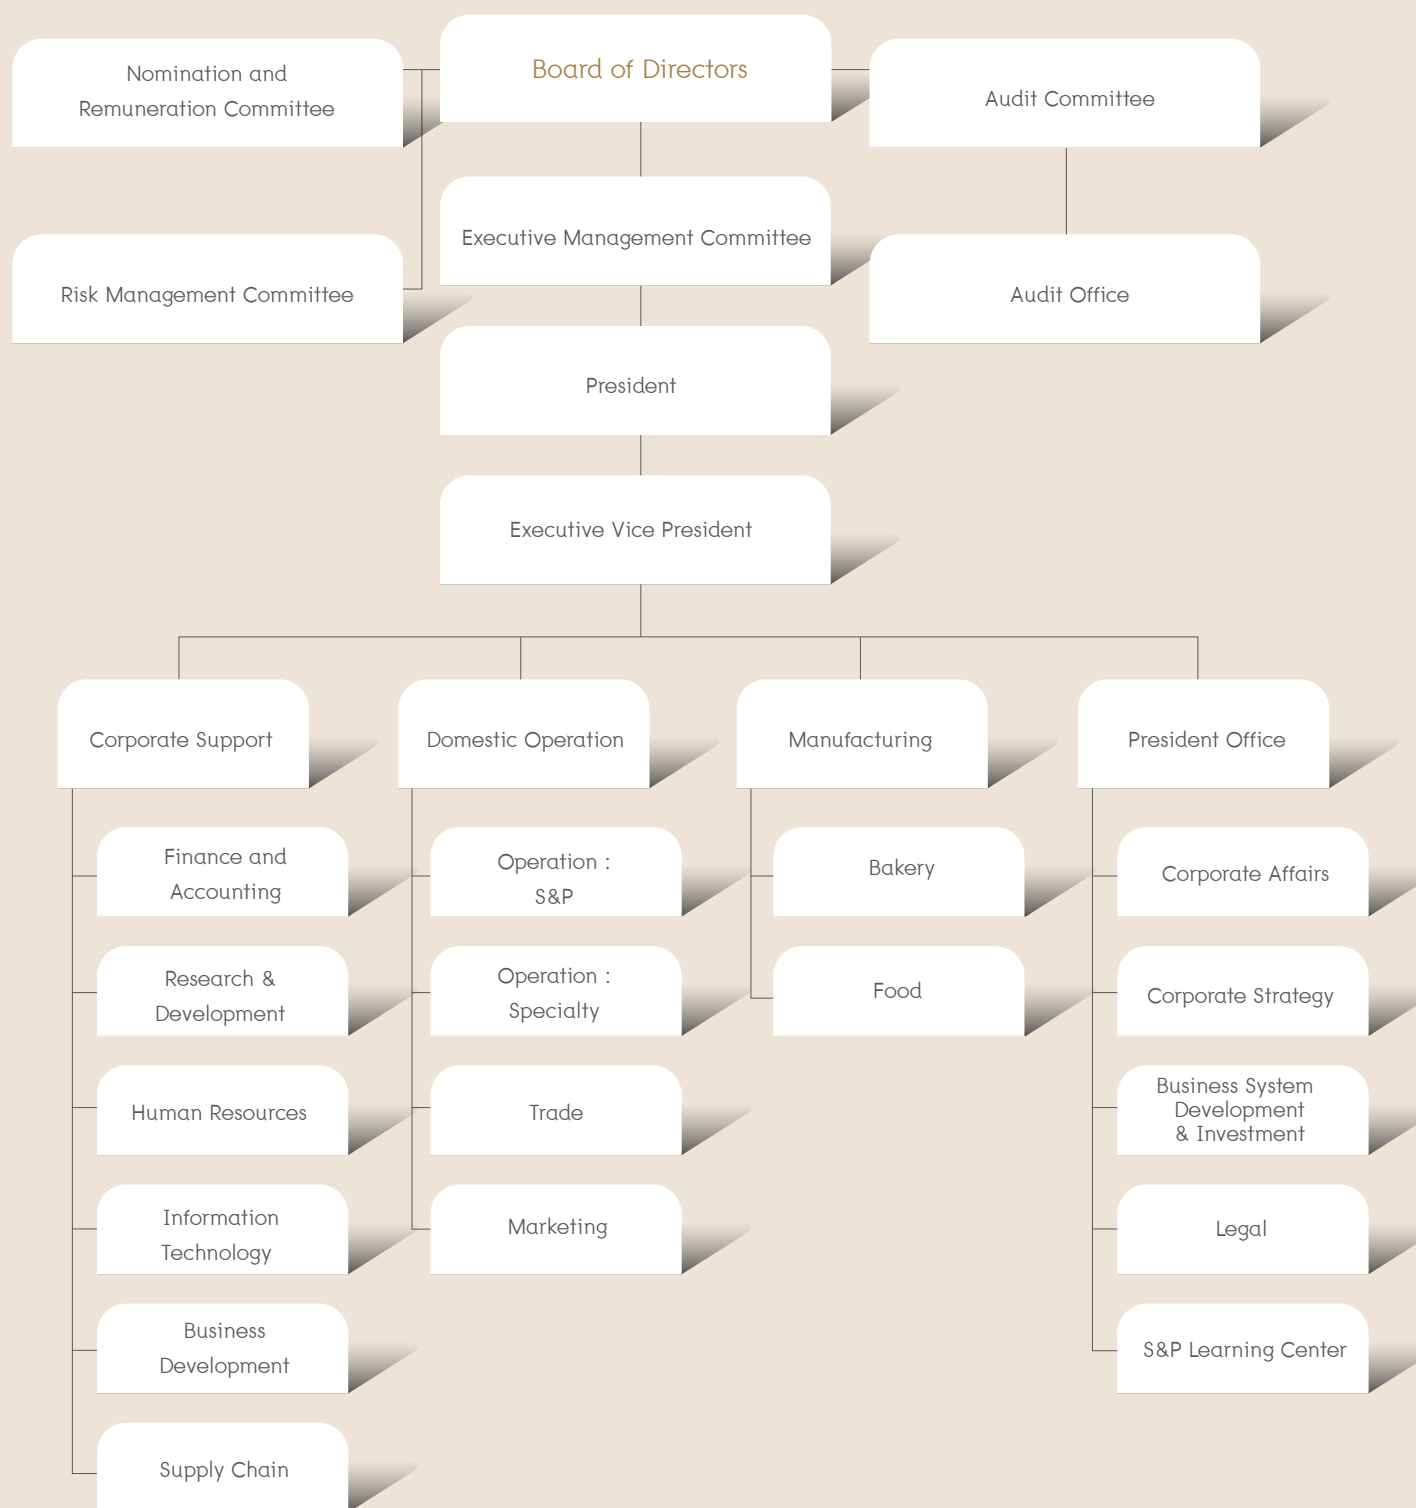 Board of Directors
Nomination and
Remuneration Committee
Audit Committee
Executive Management Committee
Risk Management Committee
Audit Office
President
Executive Vice President
Corporate Support
Finance and
Accounting
Research &
Development
Human Resources
Information
Technology
Business
Development
Supply Chain
Domestic Operation
Operation :
S&P
Operation :
Specialty
Trade
Marketing
Manufacturing
Bakery
Food
President Office
Corporate Affairs
Corporate Strategy
Business System
Development
& Investment
Legal
S&P Learning Center